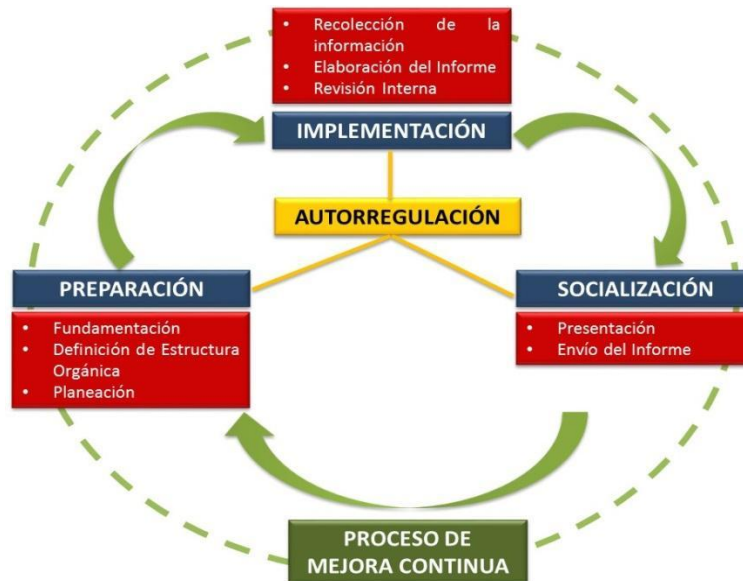 • Recolección de la
información
• Elaboración del Informe
• Revisión Interna
IMPLEMENTACIÓN
AUTORREGULACIÓN
PREPARACIÓN
• Fundamentación
• Definición de Estructura
Orgánica
• Planeación
SOCIALIZACIÓN
• Presentación
• Envío del Informe
PROCESO DE
MEJORA CONTINUA